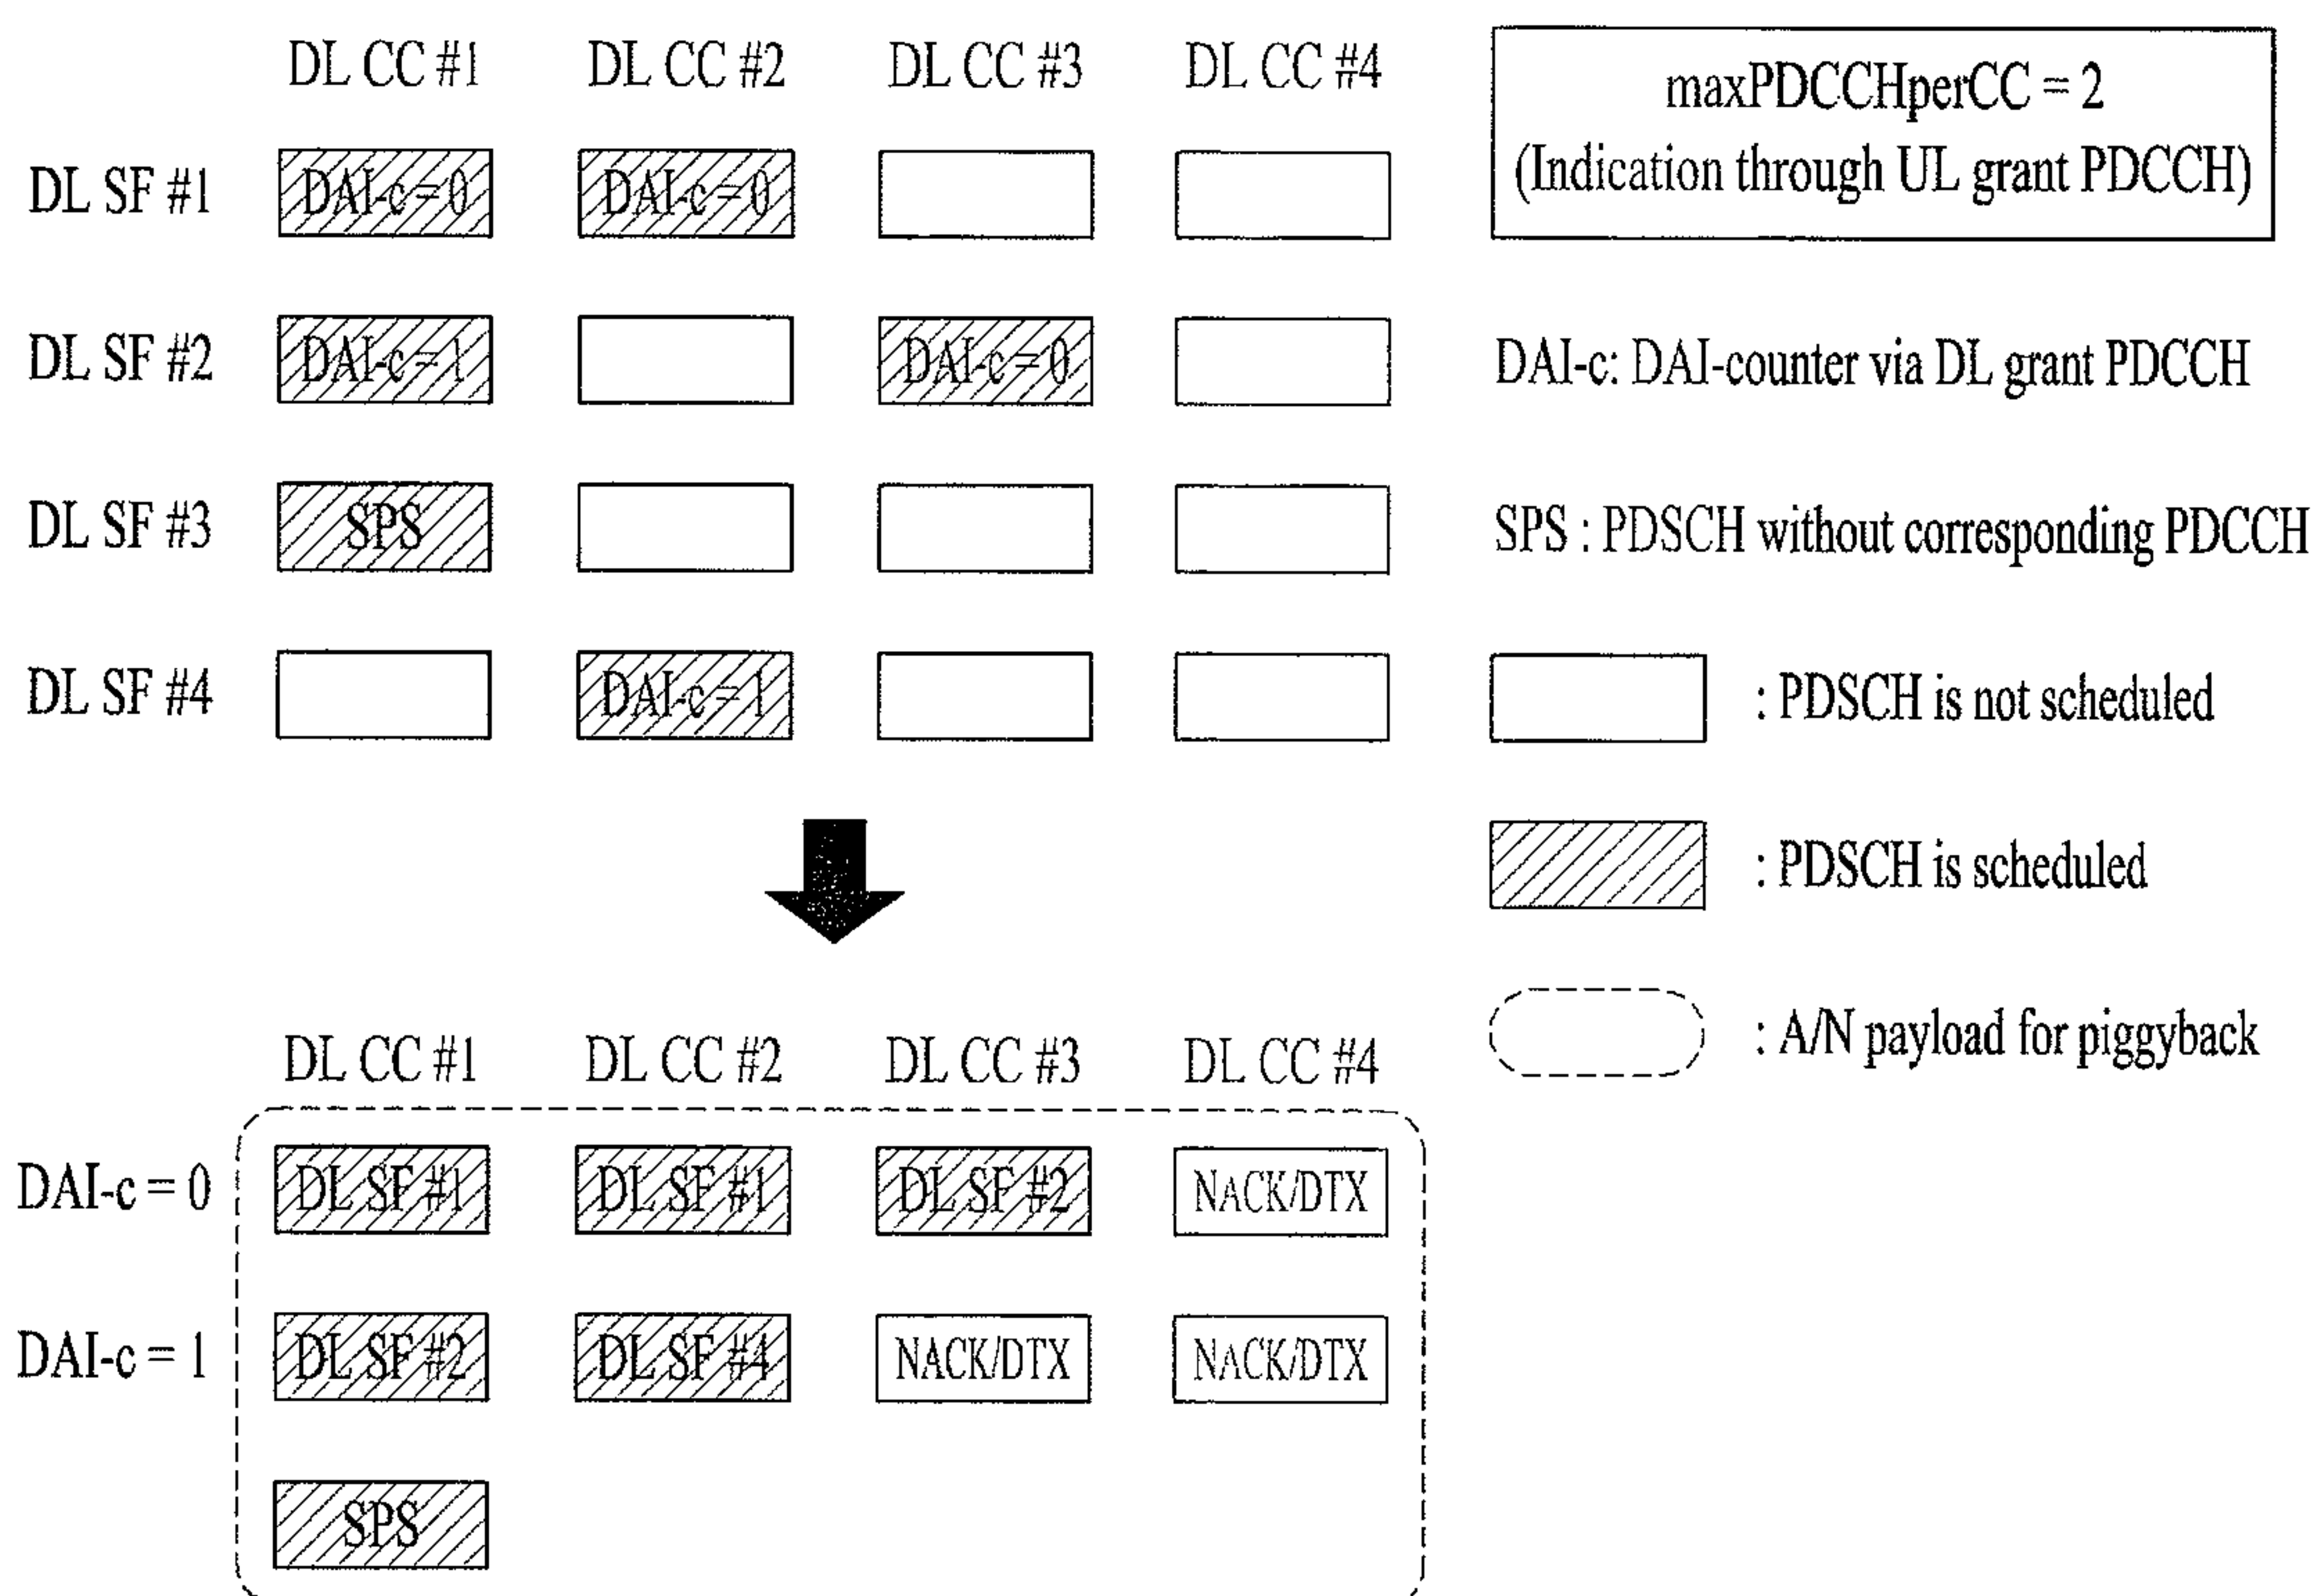 DL CC #1 DL CC #2 DL CC #3 DL CC #4
maxPDCCHperCC = 2
(Indication through UL grant PDCCH)
DL SF #1 DAI-c = 0 DAI-c = 0
DL SF #2 DAI-c = 1 DAI-c = 0
DAI-c: DAI-counter via DL grant PDCCH
DL SF #3 SPS
SPS : PDSCH without corresponding PDCCH
DL SF #4 DAI-c = 1
: PDSCH is not scheduled
: PDSCH is scheduled
: A/N payload for piggyback
DL CC #1 DL CC #2 DL CC #3 DL CC #4
DAI-c = 0 DL SF #1 DL SF #1 DL SF #2 NACK/DTX
DAI-c = 1 DL SF #2 DL SF #4 NACK/DTX NACK/DTX
SPS